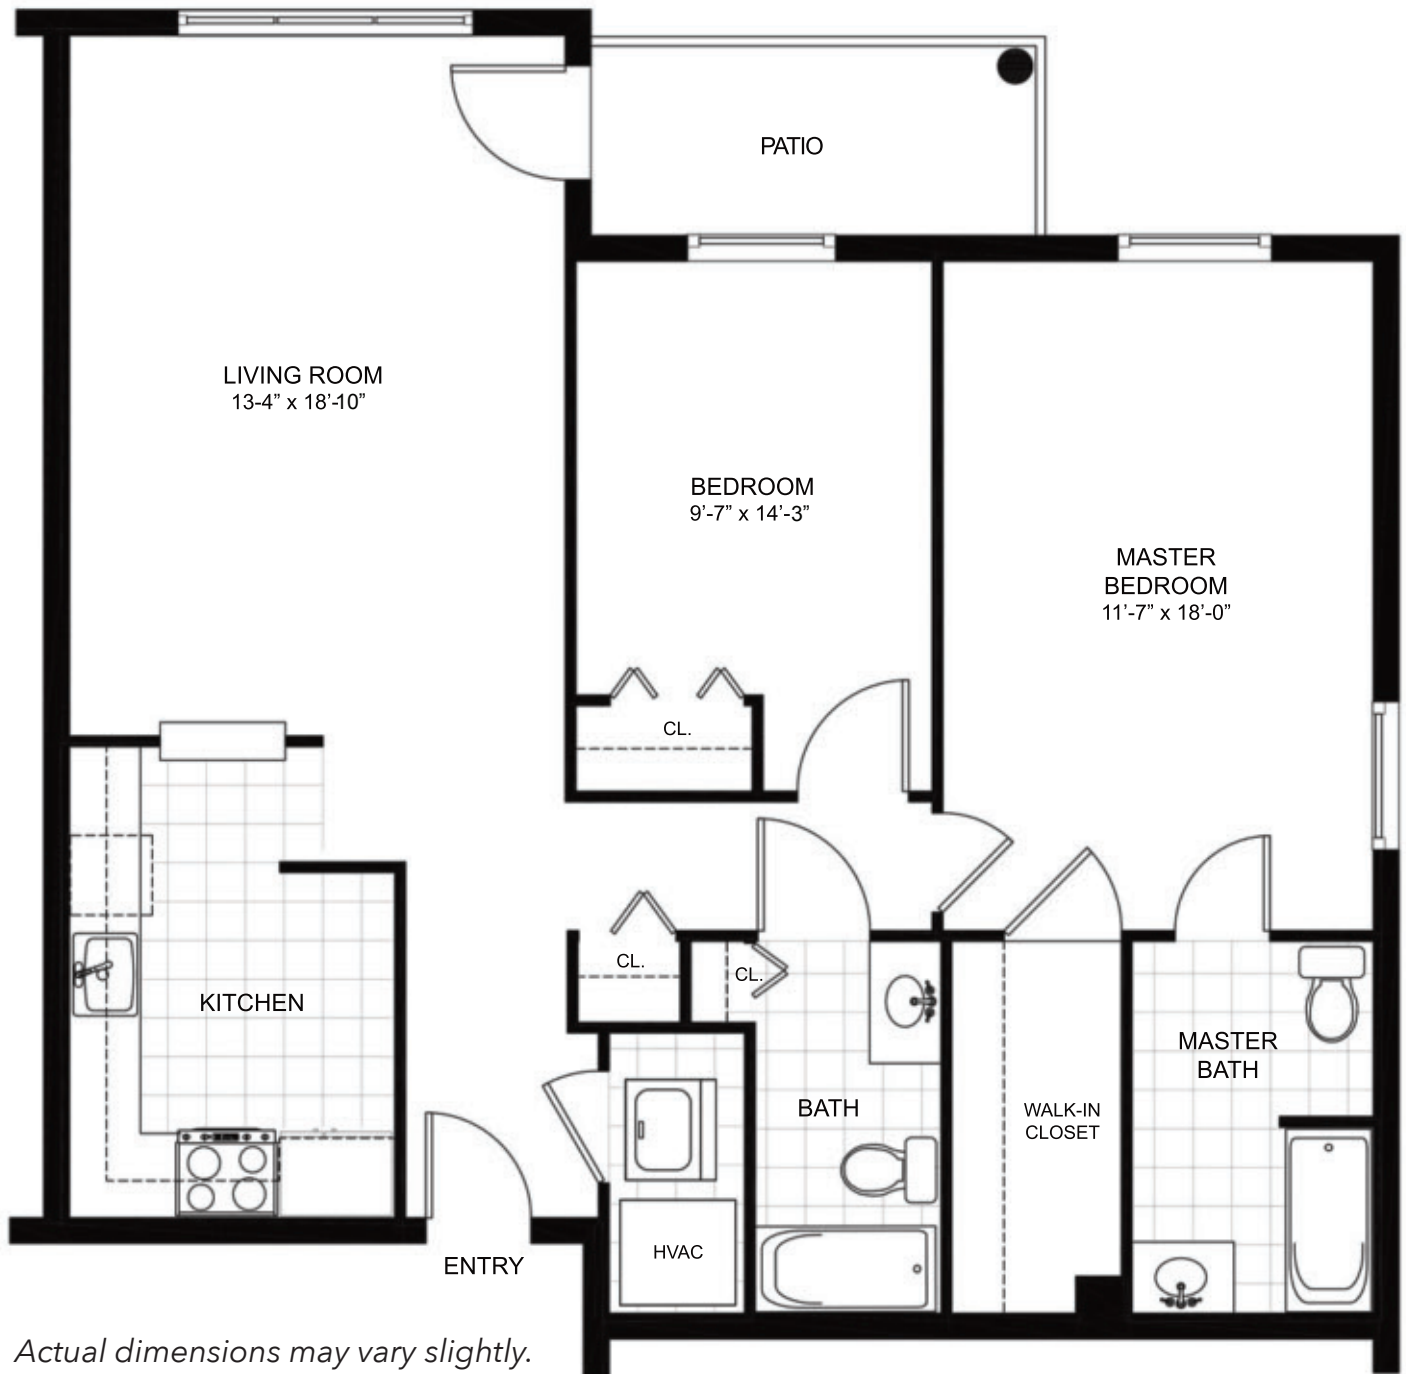 PATIO
LIVING ROOM
13-4” x 18’-10”
BEDROOM
9’-7” x 14’-3”
MASTER
BEDROOM
11’-7” x 18’-0”
CL.
CL.
CL.
KITCHEN
MASTER
BATH
BATH
WALK-IN
CLOSET
HVAC
ENTRY
Actual dimensions may vary slightly.